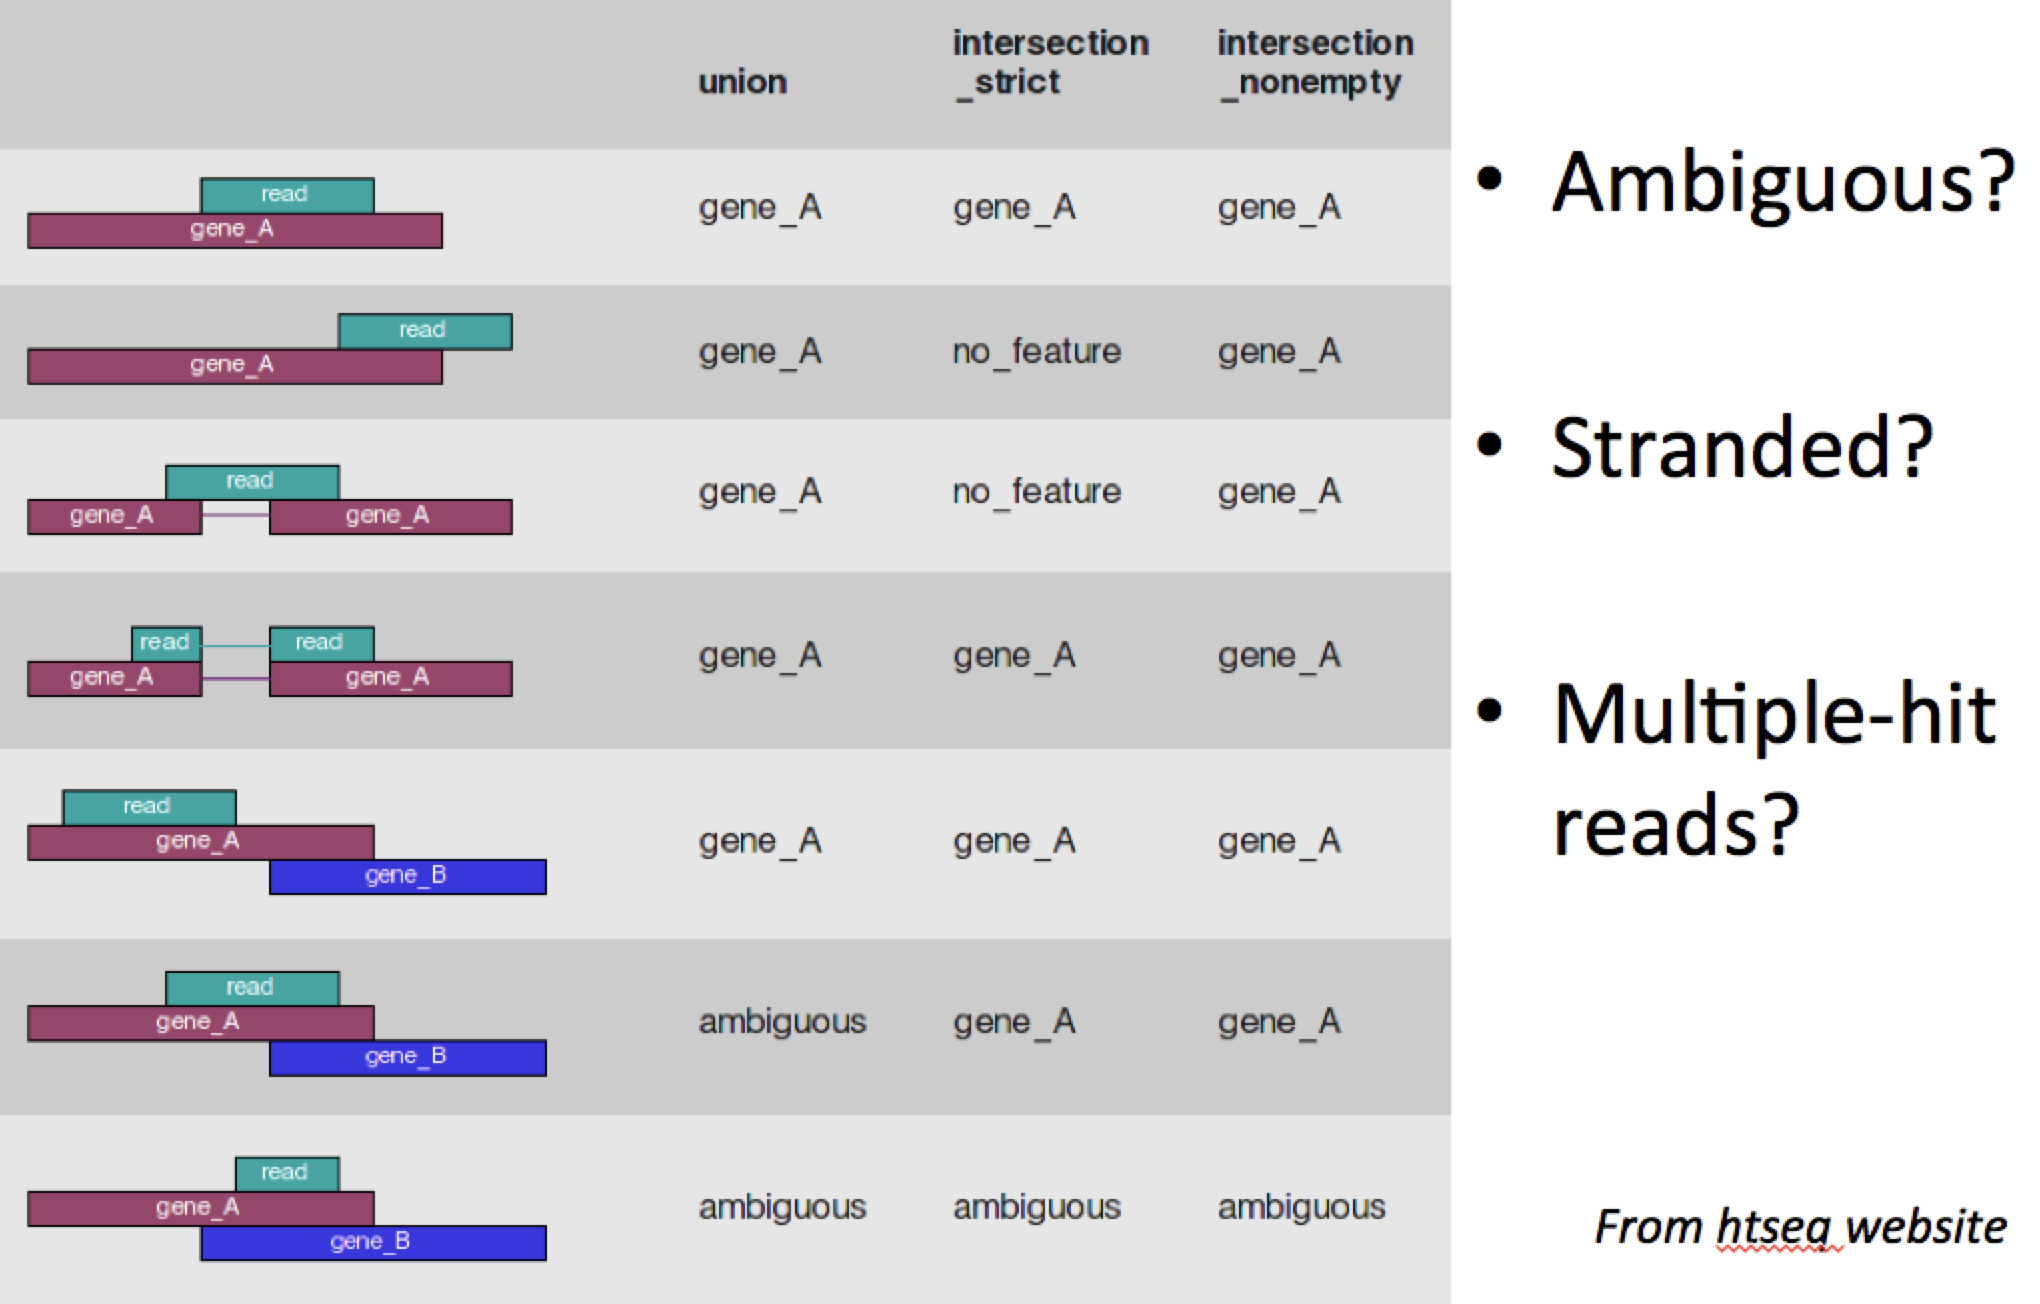 union
intersection
_strict
intersection
_nonempty
read
gene_A
gene_A gene_A gene_A
read
gene_A
gene_A no_feature gene_A
read
gene_A gene_A
gene_A no_feature gene_A
read read
gene_A gene_A
gene_A gene_A gene_A
read
gene_A
gene_B
gene_A gene_A gene_A
read
gene_A
gene_B
ambiguous gene_A gene_A
read
gene_A
gene_B
ambiguous ambiguous ambiguous
• Ambiguous?
• Stranded?
• Multiple-hit
reads?
From htseq website